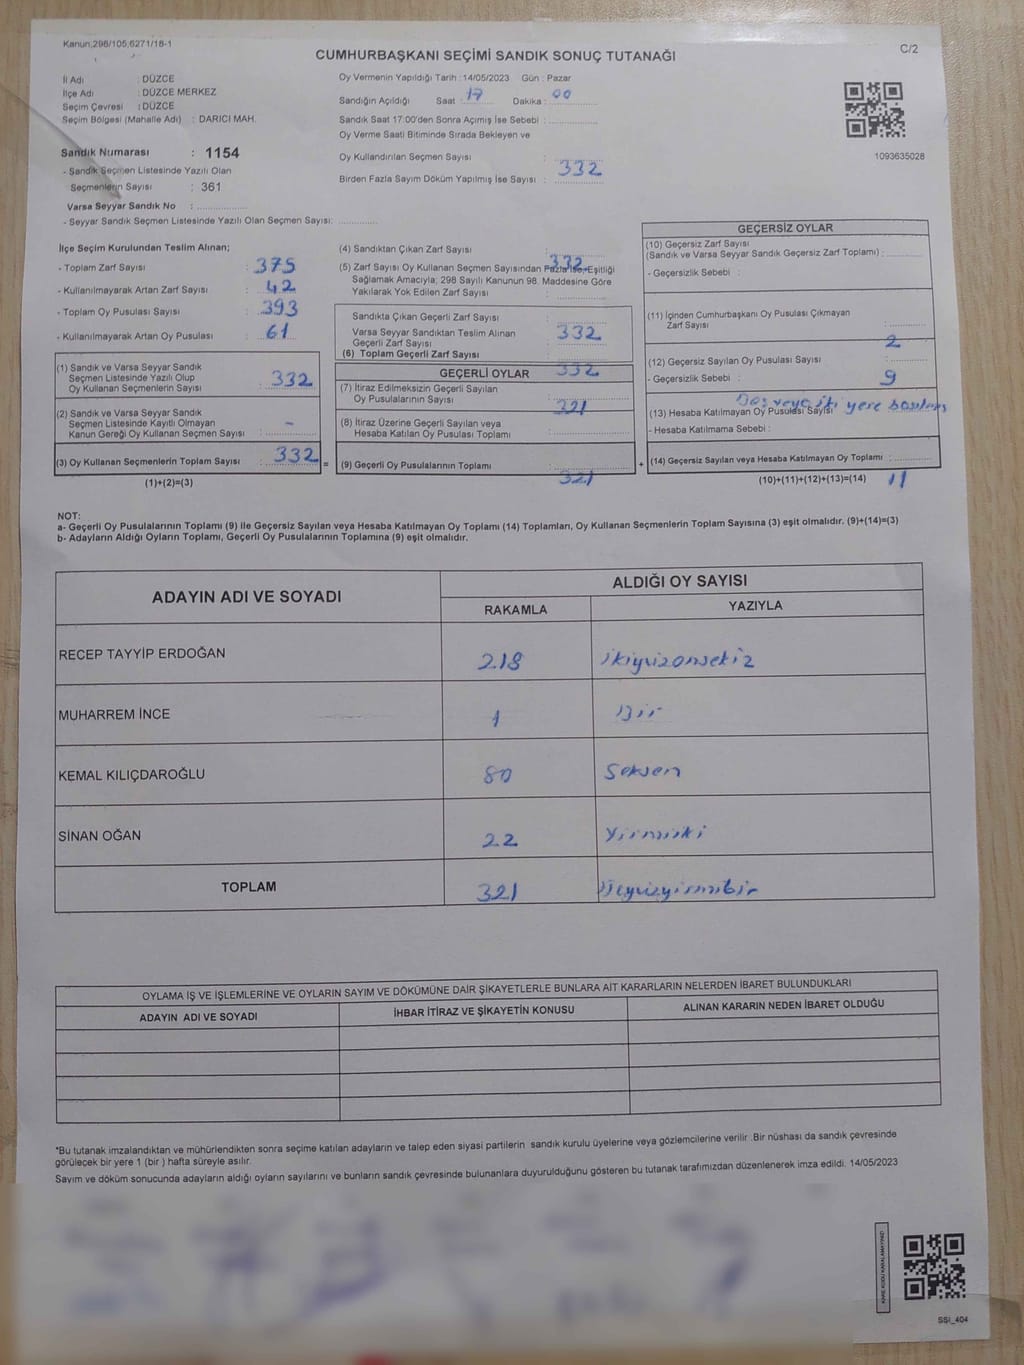 Kanun,298/105,6271/18-1
C/2
CUMHURBAŞKANI SEÇİMİ SANDIK SONUÇ TUTANAĞI
İl Adı : DÜZCE
İlçe Adı : DÜZCE MERKEZ
Seçim Çevresi : DÜZCE
Seçim Bölgesi (Mahalle Adı) : DARICI MAH.
Sandık Numarası : 1154
- Sandık Seçmen Listesinde Yazılı Olan
Seçmenlerin Sayısı : 361
Varsa Seyyar Sandık No :
- Seyyar Sandık Seçmen Listesinde Yazılı Olan Seçmen Sayısı:
Oy Vermenin Yapıldığı Tarih : 14/05/2023 Gün : Pazar
Sandığın Açıldığı Saat : 17 Dakika : 00
Sandık Saat 17:00'den Sonra Açımış İse Sebebi :
Oy Verme Saati Bitiminde Sırada Bekleyen ve
Oy Kullandırılan Seçmen Sayısı :
332
Birden Fazla Sayım Döküm Yapılmış İse Sayısı :
1093635028
İlçe Seçim Kurulundan Teslim Alınan;
- Toplam Zarf Sayısı : 375
- Kullanılmayarak Artan Zarf Sayısı : 42
- Toplam Oy Pusulası Sayısı : 393
- Kullanılmayarak Artan Oy Pusulası : 61
(1) Sandık ve Varsa Seyyar Sandık
Seçmen Listesinde Yazılı Olup
Oy Kullanan Seçmenlerin Sayısı : 332
(2) Sandık ve Varsa Seyyar Sandık
Seçmen Listesinde Kayıtlı Olmayan
Kanun Gereği Oy Kullanan Seçmen Sayısı : -
(3) Oy Kullanan Seçmenlerin Toplam Sayısı : 332 =
(1)+(2)=(3)
(4) Sandıktan Çıkan Zarf Sayısı :
332
(5) Zarf Sayısı Oy Kullanan Seçmen Sayısından Fazla İse, Eşitliği
Sağlamak Amacıyla; 298 Sayılı Kanunun 98. Maddesine Göre
Yakılarak Yok Edilen Zarf Sayısı :
Sandıkta Çıkan Geçerli Zarf Sayısı :
Varsa Seyyar Sandıktan Teslim Alınan
Geçerli Zarf Sayısı : 332
(6) Toplam Geçerli Zarf Sayısı :
332
GEÇERLİ OYLAR
(7) İtiraz Edilmeksizin Geçerli Sayılan
Oy Pusulalarının Sayısı :
321
(8) İtiraz Üzerine Geçerli Sayılan veya
Hesaba Katılan Oy Pusulası Toplamı :
(9) Geçerli Oy Pusulalarının Toplamı : +
321
GEÇERSİZ OYLAR
(10) Geçersiz Zarf Sayısı
(Sandık ve Varsa Seyyar Sandık Geçersiz Zarf Toplamı) :
- Geçersizlik Sebebi :
(11) İçinden Cumhurbaşkanı Oy Pusulası Çıkmayan
Zarf Sayısı :
2
(12) Geçersiz Sayılan Oy Pusulası Sayısı :
- Geçersizlik Sebebi : 9
Boş veya iki yere basılmış
(13) Hesaba Katılmayan Oy Pusulası Sayısı
- Hesaba Katılmama Sebebi :
(14) Geçersiz Sayılan veya Hesaba Katılmayan Oy Toplamı :
(10)+(11)+(12)+(13)=(14) 11
NOT:
a- Geçerli Oy Pusulalarının Toplamı (9) ile Geçersiz Sayılan veya Hesaba Katılmayan Oy Toplamı (14) Toplamları, Oy Kullanan Seçmenlerin Toplam Sayısına (3) eşit olmalıdır. (9)+(14)=(3)
b- Adayların Aldığı Oyların Toplamı, Geçerli Oy Pusulalarının Toplamına (9) eşit olmalıdır.
ADAYIN ADI VE SOYADI
ALDIĞI OY SAYISI
RAKAMLA YAZIYLA
RECEP TAYYİP ERDOĞAN 218 ikiyüzonsekiz
MUHARREM İNCE 1 Bir
KEMAL KILIÇDAROĞLU 80 Seksen
SİNAN OĞAN 22 Yirmiiki
TOPLAM 321 Üçyüzyirmibir
OYLAMA İŞ VE İŞLEMLERİNE VE OYLARIN SAYIM VE DÖKÜMÜNE DAİR ŞİKAYETLERLE BUNLARA AİT KARARLARIN NELERDEN İBARET BULUNDUKLARI
ADAYIN ADI VE SOYADI
İHBAR İTİRAZ VE ŞİKAYETİN KONUSU
ALINAN KARARIN NEDEN İBARET OLDUĞU
*Bu tutanak imzalandıktan ve mühürlendikten sonra seçime katılan adayların ve talep eden siyasi partilerin sandık kurulu üyelerine veya gözlemcilerine verilir .Bir nüshası da sandık çevresinde
görülecek bir yere 1 (bir ) hafta süreyle asılır.
Sayım ve döküm sonucunda adayların aldığı oyların sayılarını ve bunların sandık çevresinde bulunanlara duyurulduğunu gösteren bu tutanak tarafımızdan düzenlenerek imza edildi. 14/05/2023
KARE KODU KARALAMAYINIZ!
SSI_404